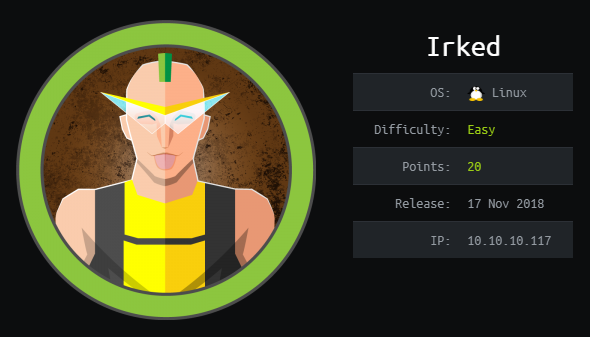 Irked
OS: Linux
Difficulty: Easy
Points: 20
Release: 17 Nov 2018
IP: 10.10.10.117